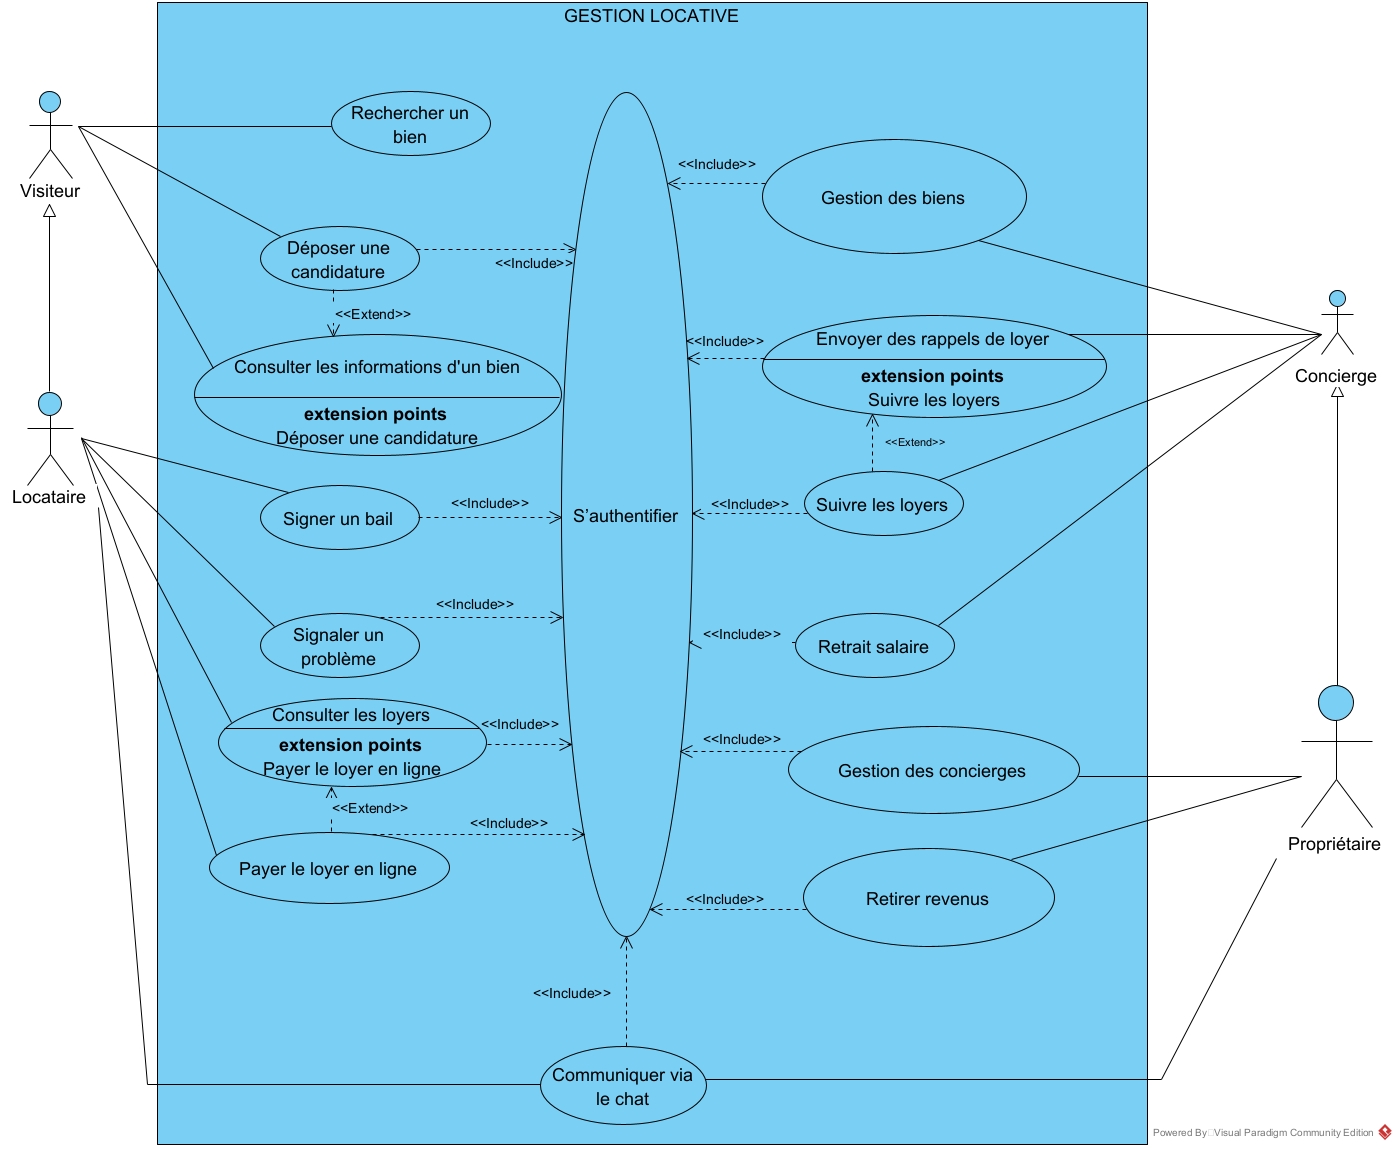 GESTION LOCATIVE
Rechercher un
bien
Visiteur
<<Include>>
Gestion des biens
Déposer une
candidature
<<Include>>
<<Extend>>
Consulter les informations d'un bien
extension points
Déposer une candidature
<<Include>>
Envoyer des rappels de loyer
extension points
Suivre les loyers
<<Extend>>
Concierge
Locataire
Signer un bail
<<Include>>
S'authentifier
<<Include>>
Suivre les loyers
Signaler un
problème
<<Include>>
<<Include>>
Retrait salaire
Consulter les loyers
extension points
Payer le loyer en ligne
<<Include>>
<<Include>>
Gestion des concierges
<<Extend>>
<<Include>>
Payer le loyer en ligne
Propriétaire
<<Include>>
Retirer revenus
<<Include>>
Communiquer via
le chat
Powered By Visual Paradigm Community Edition